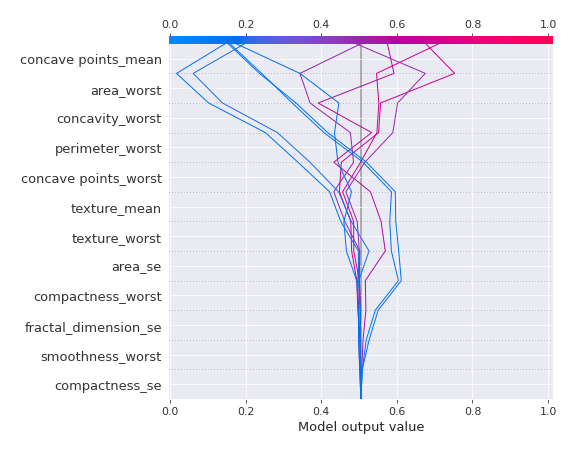 0.0 0.2 0.4 0.6 0.8 1.0
concave points_mean
area_worst
concavity_worst
perimeter_worst
concave points_worst
texture_mean
texture_worst
area_se
compactness_worst
fractal_dimension_se
smoothness_worst
compactness_se
0.0 0.2 0.4 0.6 0.8 1.0
Model output value